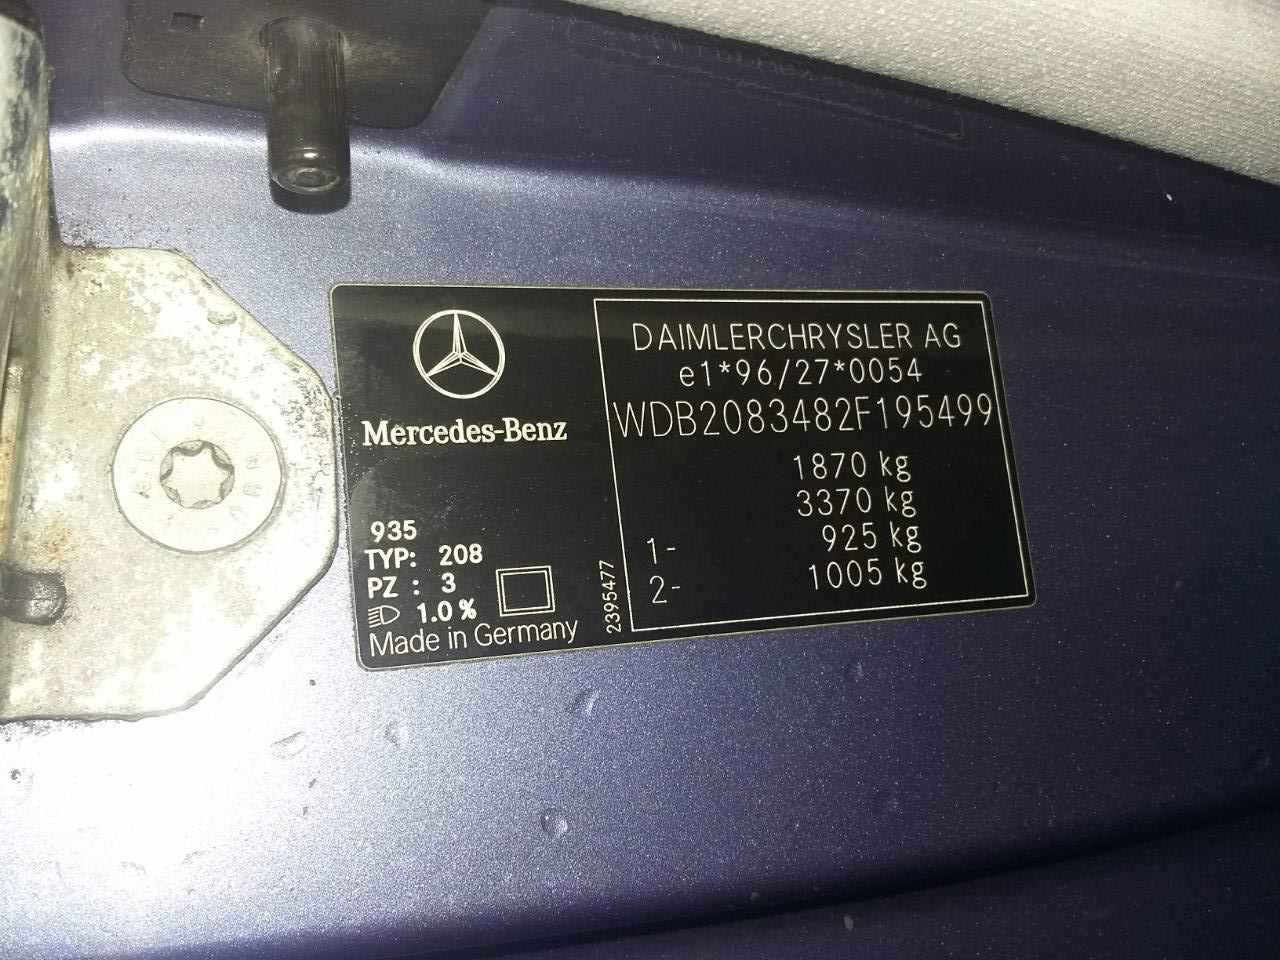 Mercedes-Benz
935
TYP: 208
PZ : 3
1.0 %
Made in Germany
2395477
DAIMLERCHRYSLER AG
e1*96/27*0054
WDB2083482F195499
1870 kg
3370 kg
1- 925 kg
2- 1005 kg